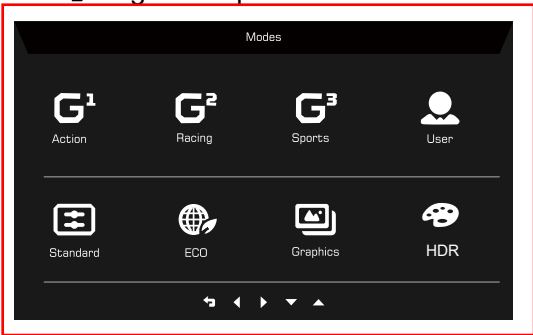 Modes
G¹ G² G³
Action Racing Sports User
Standard ECO Graphics HDR